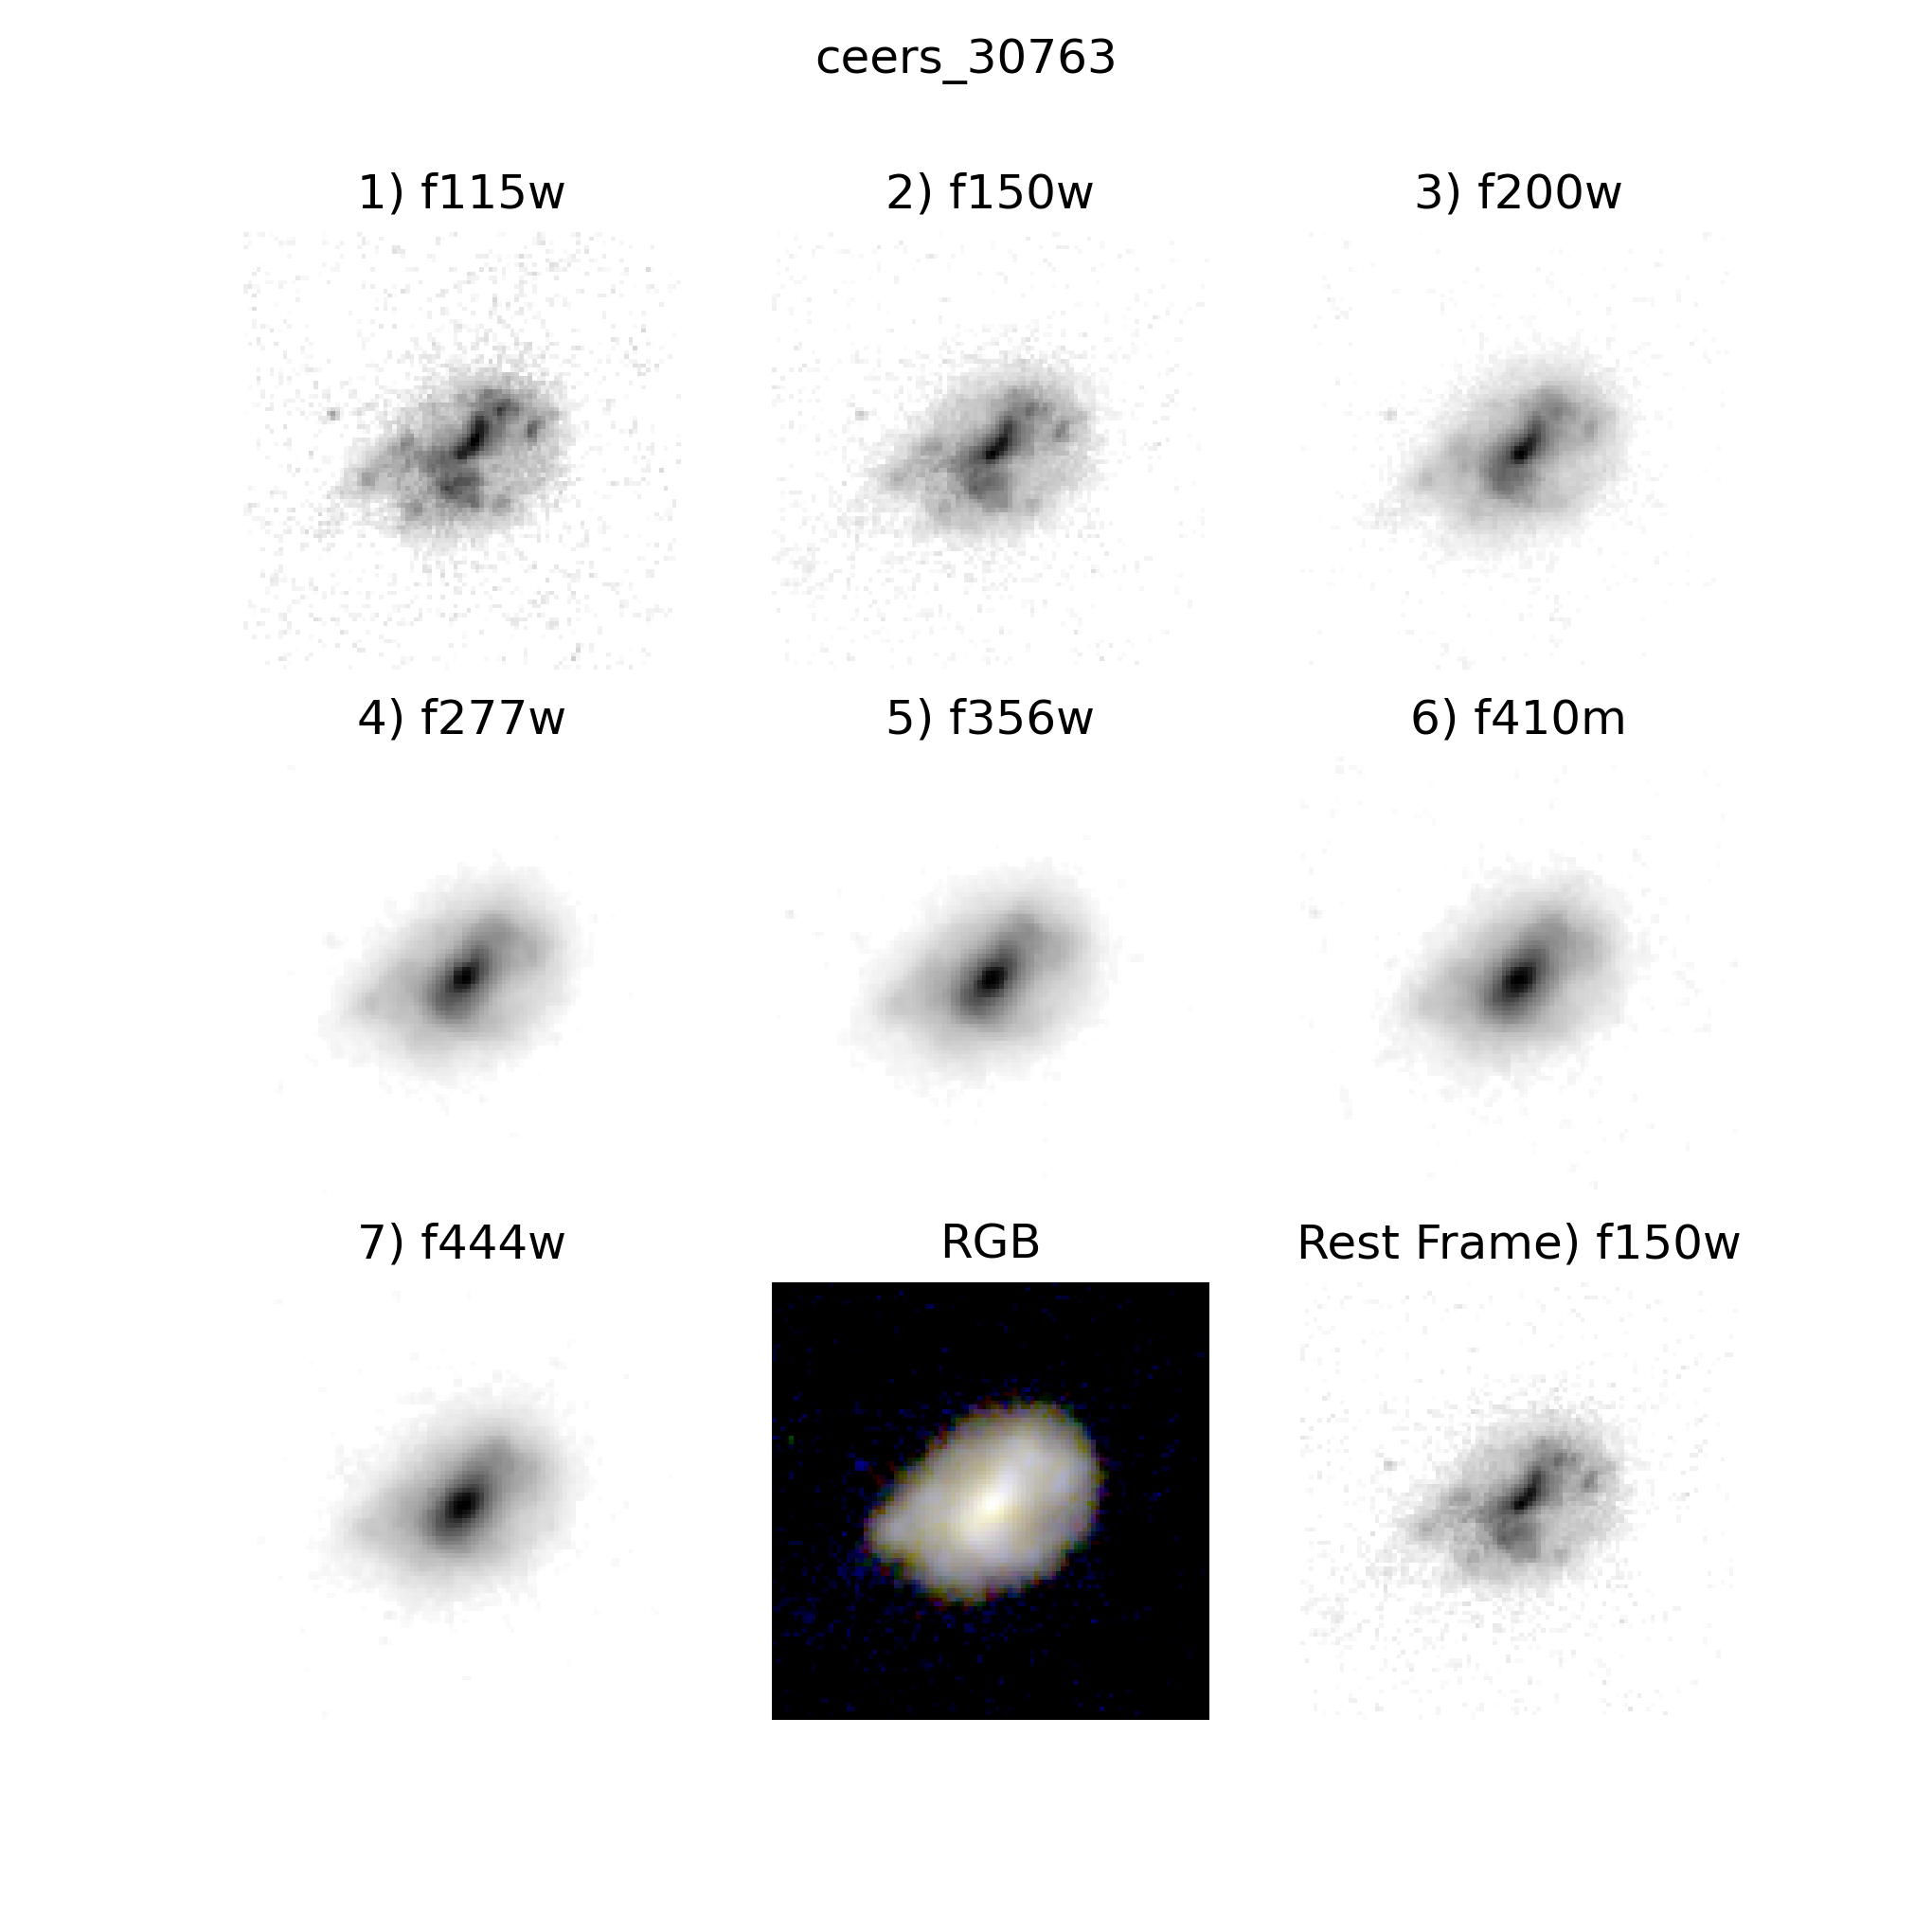 ceers_30763
1) f115w
2) f150w
3) f200w
4) f277w
5) f356w
6) f410m
7) f444w
RGB
Rest Frame) f150w